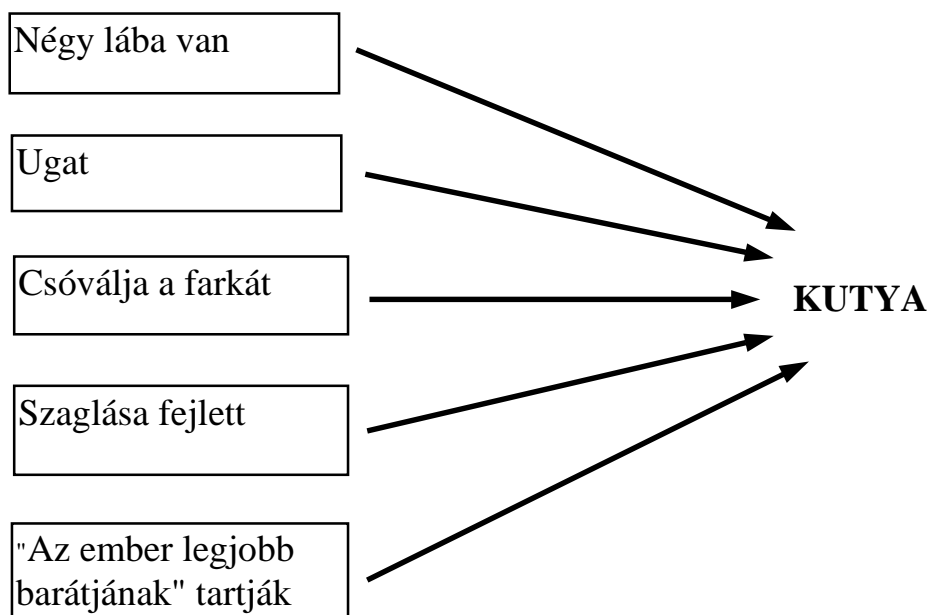 Négy lába van
Ugat
Csóválja a farkát
KUTYA
Szaglása fejlett
"Az ember legjobb
barátjának" tartják